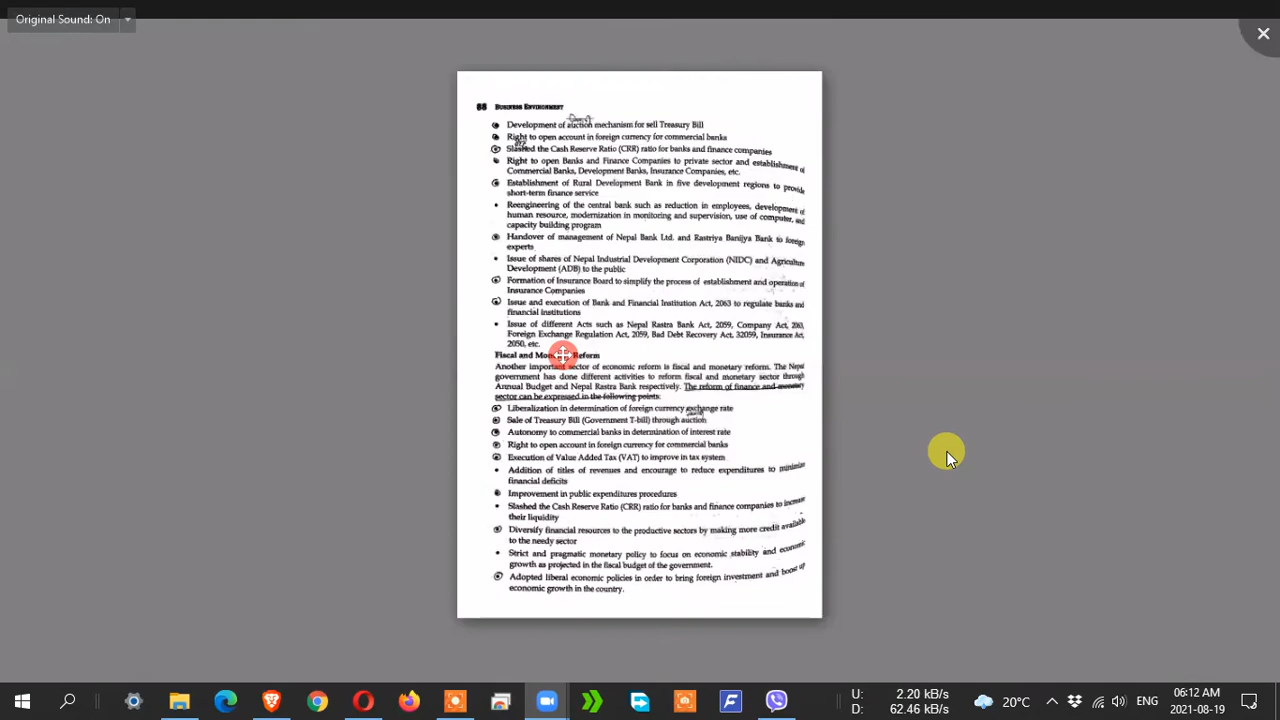 Original Sound: On
68 BUSINESS ENVIRONMENT
Development of auction mechanism for sell Treasury Bill
• Right to open account in foreign currency for commercial banks
Slashed the Cash Reserve Ratio (CRR) ratio for banks and finance companies
• Right to open Banks and Finance Companies to private sector and establishment of
Commercial Banks, Development Banks, Insurance Companies, etc.
Establishment of Rural Development Bank in five development regions to provide
short-term finance service
• Reengineering of the central bank such as reduction in employees, development of
human resource, modernization in monitoring and supervision, use of computer, and
capacity building program
Handover of management of Nepal Bank Ltd. and Rastriya Banijya Bank to foreign
experts
• Issue of shares of Nepal Industrial Development Corporation (NIDC) and Agriculture
Development (ADB) to the public
Formation of Insurance Board to simplify the process of establishment and operation of
Insurance Companies
Issue and execution of Bank and Financial Institution Act, 2063 to regulate banks and
financial institutions
• Issue of different Acts such as Nepal Rastra Bank Act, 2059, Company Act, 2063,
Foreign Exchange Regulation Act, 2059, Bad Debt Recovery Act, 32059, Insurance Act,
2050, etc.
Fiscal and Reform
Another important sector of economic reform is fiscal and monetary reform. The Nepal
government has done different activities to reform fiscal and monetary sector through
Annual Budget and Nepal Rastra Bank respectively. The reform of finance and monetary
sector can be expressed in the following points:
Liberalization in determination of foreign currency exchange rate
Sale of Treasury Bill (Government T-bill) through auction
Autonomy to commercial banks in determination of interest rate
Right to open account in foreign currency for commercial banks
Execution of Value Added Tax (VAT) to improve in tax system
• Addition of titles of revenues and encourage to reduce expenditures to minimize
financial deficits
• Improvement in public expenditures procedures
• Slashed the Cash Reserve Ratio (CRR) ratio for banks and finance companies to increase
their liquidity
Diversify financial resources to the productive sectors by making more credit available
to the needy sector
• Strict and pragmatic monetary policy to focus on economic stability and economic
growth as projected in the fiscal budget of the government.
Adopted liberal economic policies in order to bring foreign investment and boost up
economic growth in the country.
U: 2.20 kB/s
D: 62.46 kB/s
20°C
ENG
06:12 AM
2021-08-19